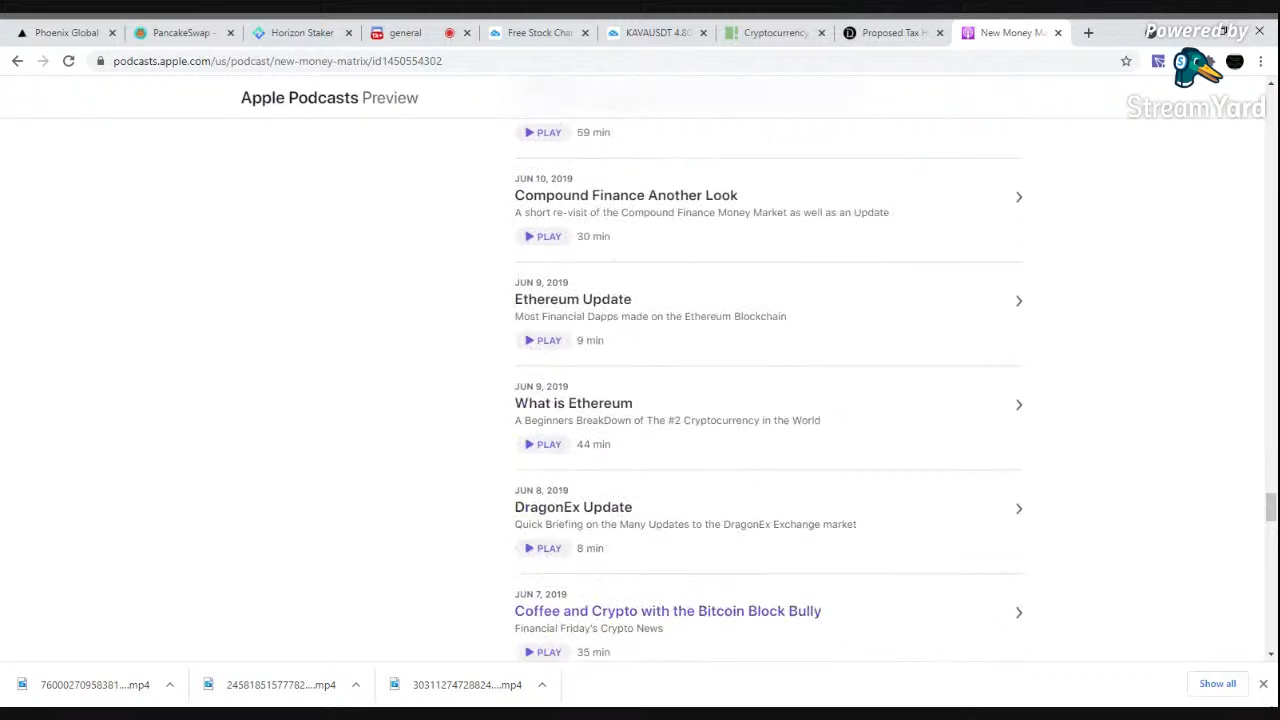 Phoenix Global
PancakeSwap -
Horizon Staker
general
Free Stock Cha
KAVAUSDT 4.80
Cryptocurrency
Proposed Tax H
New Money Ma
Powered by
podcasts.apple.com/us/podcast/new-money-matrix/id1450554302
StreamYard
Apple Podcasts Preview
PLAY 59 min
JUN 10, 2019
Compound Finance Another Look
A short re-visit of the Compound Finance Money Market as well as an Update
PLAY 30 min
JUN 9, 2019
Ethereum Update
Most Financial Dapps made on the Ethereum Blockchain
PLAY 9 min
JUN 9, 2019
What is Ethereum
A Beginners BreakDown of The #2 Cryptocurrency in the World
PLAY 44 min
JUN 8, 2019
DragonEx Update
Quick Briefing on the Many Updates to the DragonEx Exchange market
PLAY 8 min
JUN 7, 2019
Coffee and Crypto with the Bitcoin Block Bully
Financial Friday's Crypto News
PLAY 35 min
76000270958381....mp4
24581851577782....mp4
30311274728824....mp4
Show all